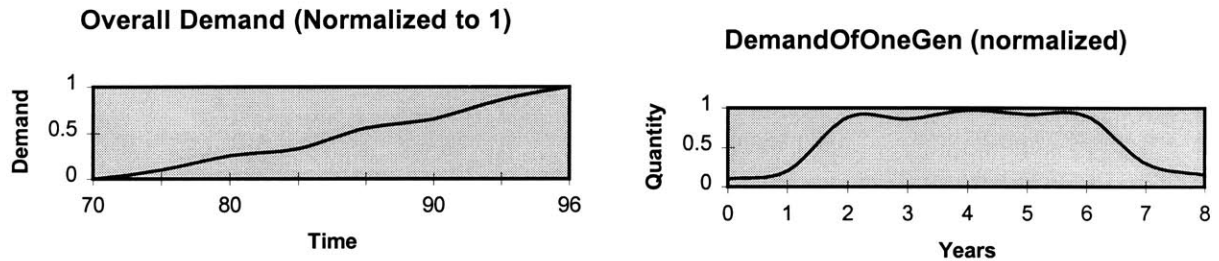 Overall Demand (Normalized to 1)
Demand
1
0.5
0
70 80 90 96
Time
DemandOfOneGen (normalized)
Quantity
1
0.5
0
0 1 2 3 4 5 6 7 8
Years